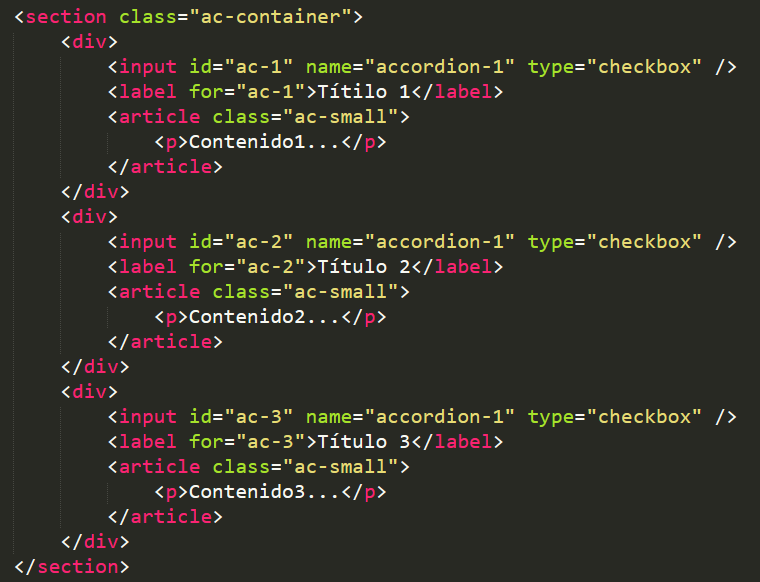 <section class="ac-container">
    <div>
        <input id="ac-1" name="accordion-1" type="checkbox" />
        <label for="ac-1">Títilo 1</label>
        <article class="ac-small">
            <p>Contenido1...</p>
        </article>
    </div>
    <div>
        <input id="ac-2" name="accordion-1" type="checkbox" />
        <label for="ac-2">Título 2</label>
        <article class="ac-small">
            <p>Contenido2...</p>
        </article>
    </div>
    <div>
        <input id="ac-3" name="accordion-1" type="checkbox" />
        <label for="ac-3">Título 3</label>
        <article class="ac-small">
            <p>Contenido3...</p>
        </article>
    </div>
</section>